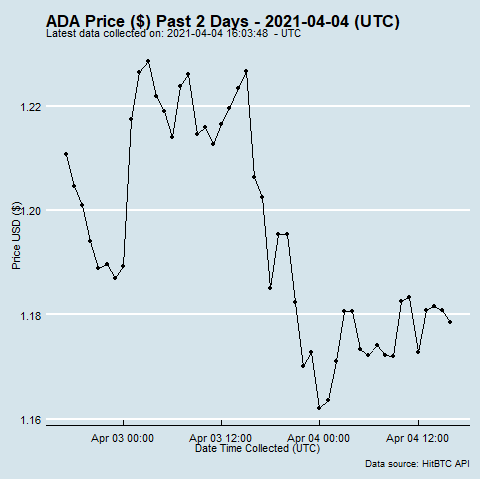 ADA Price ($) Past 2 Days - 2021-04-04 (UTC)
Latest data collected on: 2021-04-04 16:03:48  - UTC
Price USD ($)
1.22
1.20
1.18
1.16
Apr 03 00:00
Apr 03 12:00
Apr 04 00:00
Apr 04 12:00
Date Time Collected (UTC)
Data source: HitBTC API